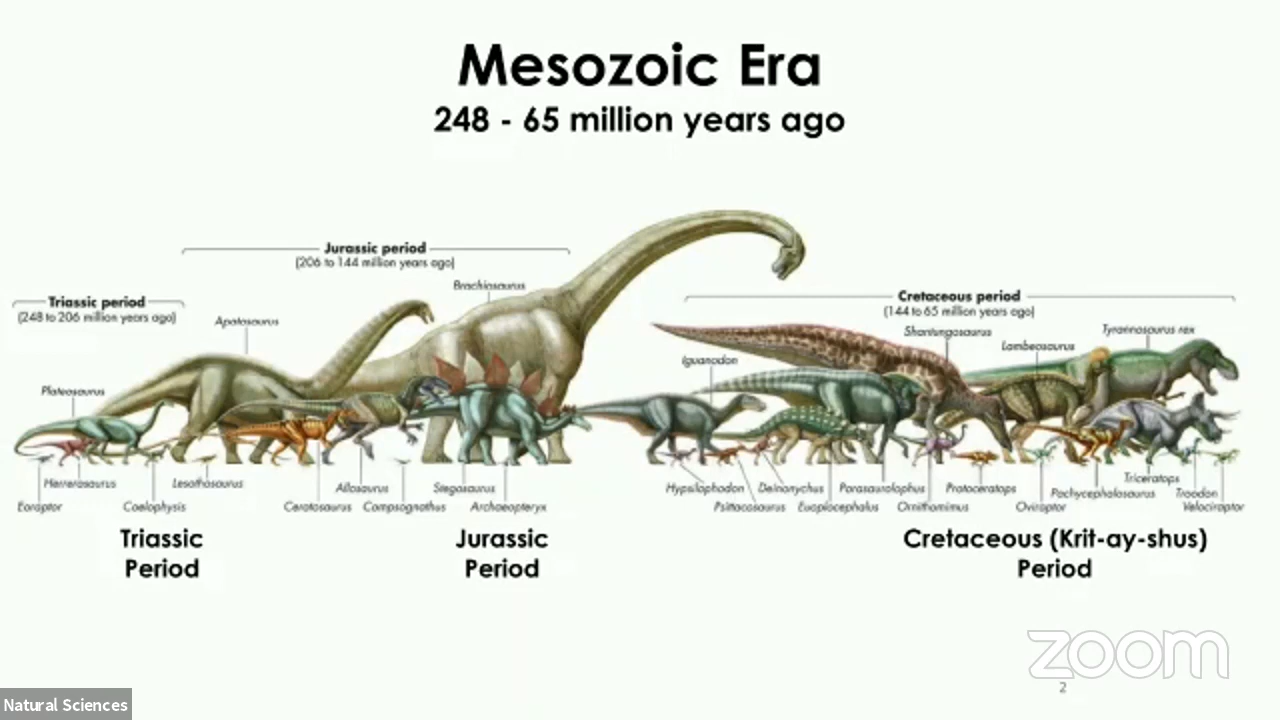 Mesozoic Era
248 - 65 million years ago
Jurassic period
(206 to 144 million years ago)
Triassic period
(248 to 206 million years ago)
Cretaceous period
(144 to 65 million years ago)
Brachiosaurus
Apatosaurus
Plateosaurus
Shantungosaurus
Tyrannosaurus rex
Lambeosaurus
Iguanodon
Herrerasaurus
Lesothosaurus
Eoraptor
Coelophysis
Allosaurus
Stegosaurus
Ceratosaurus
Compsognathus
Archaeopteryx
Hypsilophodon
Deinonychus
Parasaurolophus
Protoceratops
Triceratops
Pachycephalosaurus
Troodon
Psittacosaurus
Euoplocephalus
Ornithomimus
Oviraptor
Velociraptor
Triassic
Period
Jurassic
Period
Cretaceous (Krit-ay-shus)
Period
zoom
2
Natural Sciences